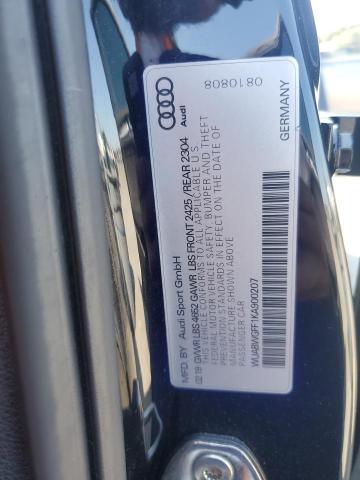 Audi
0810808
MFD. BY Audi Sport GmbH
02/19 GVWR LBS 4652 GAWR LBS FRONT 2425 / REAR 2304
THIS VEHICLE CONFORMS TO ALL APPLICABLE U.S.
FEDERAL MOTOR VEHICLE SAFETY, BUMPER AND THEFT
PREVENTION STANDARDS IN EFFECT ON THE DATE OF
MANUFACTURE SHOWN ABOVE
PASSENGER CAR
WUABWGFF1KA900207
GERMANY